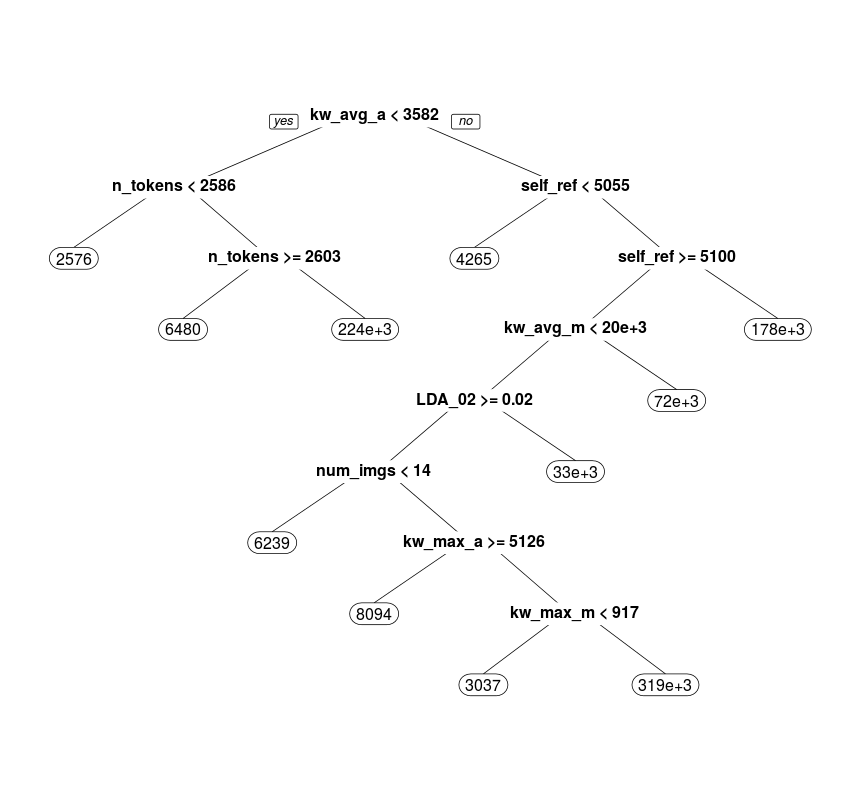 yes kw_avg_a < 3582 no
n_tokens < 2586 self_ref < 5055
2576 n_tokens >= 2603 4265 self_ref >= 5100
6480 224e+3 kw_avg_m < 20e+3 178e+3
LDA_02 >= 0.02 72e+3
num_imgs < 14 33e+3
6239 kw_max_a >= 5126
8094 kw_max_m < 917
3037 319e+3